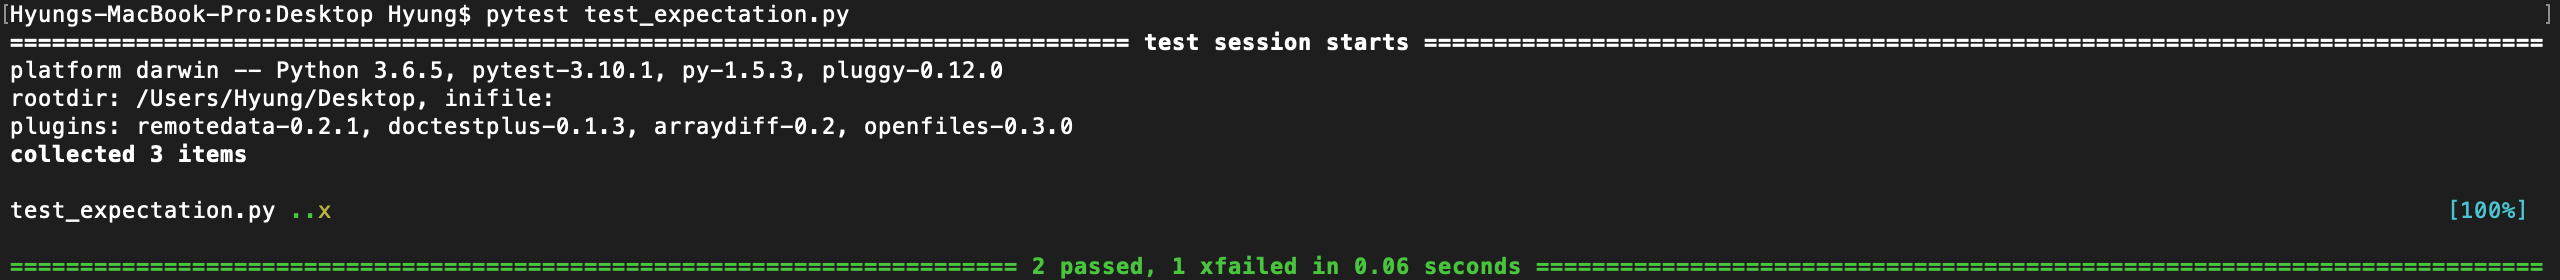 [Hyungs-MacBook-Pro:Desktop Hyung$ pytest test_expectation.py ]
================================================================================ test session starts ================================================================================
platform darwin -- Python 3.6.5, pytest-3.10.1, py-1.5.3, pluggy-0.12.0
rootdir: /Users/Hyung/Desktop, inifile:
plugins: remotedata-0.2.1, doctestplus-0.1.3, arraydiff-0.2, openfiles-0.3.0
collected 3 items
test_expectation.py ..x [100%]
======================================================================== 2 passed, 1 xfailed in 0.06 seconds ========================================================================